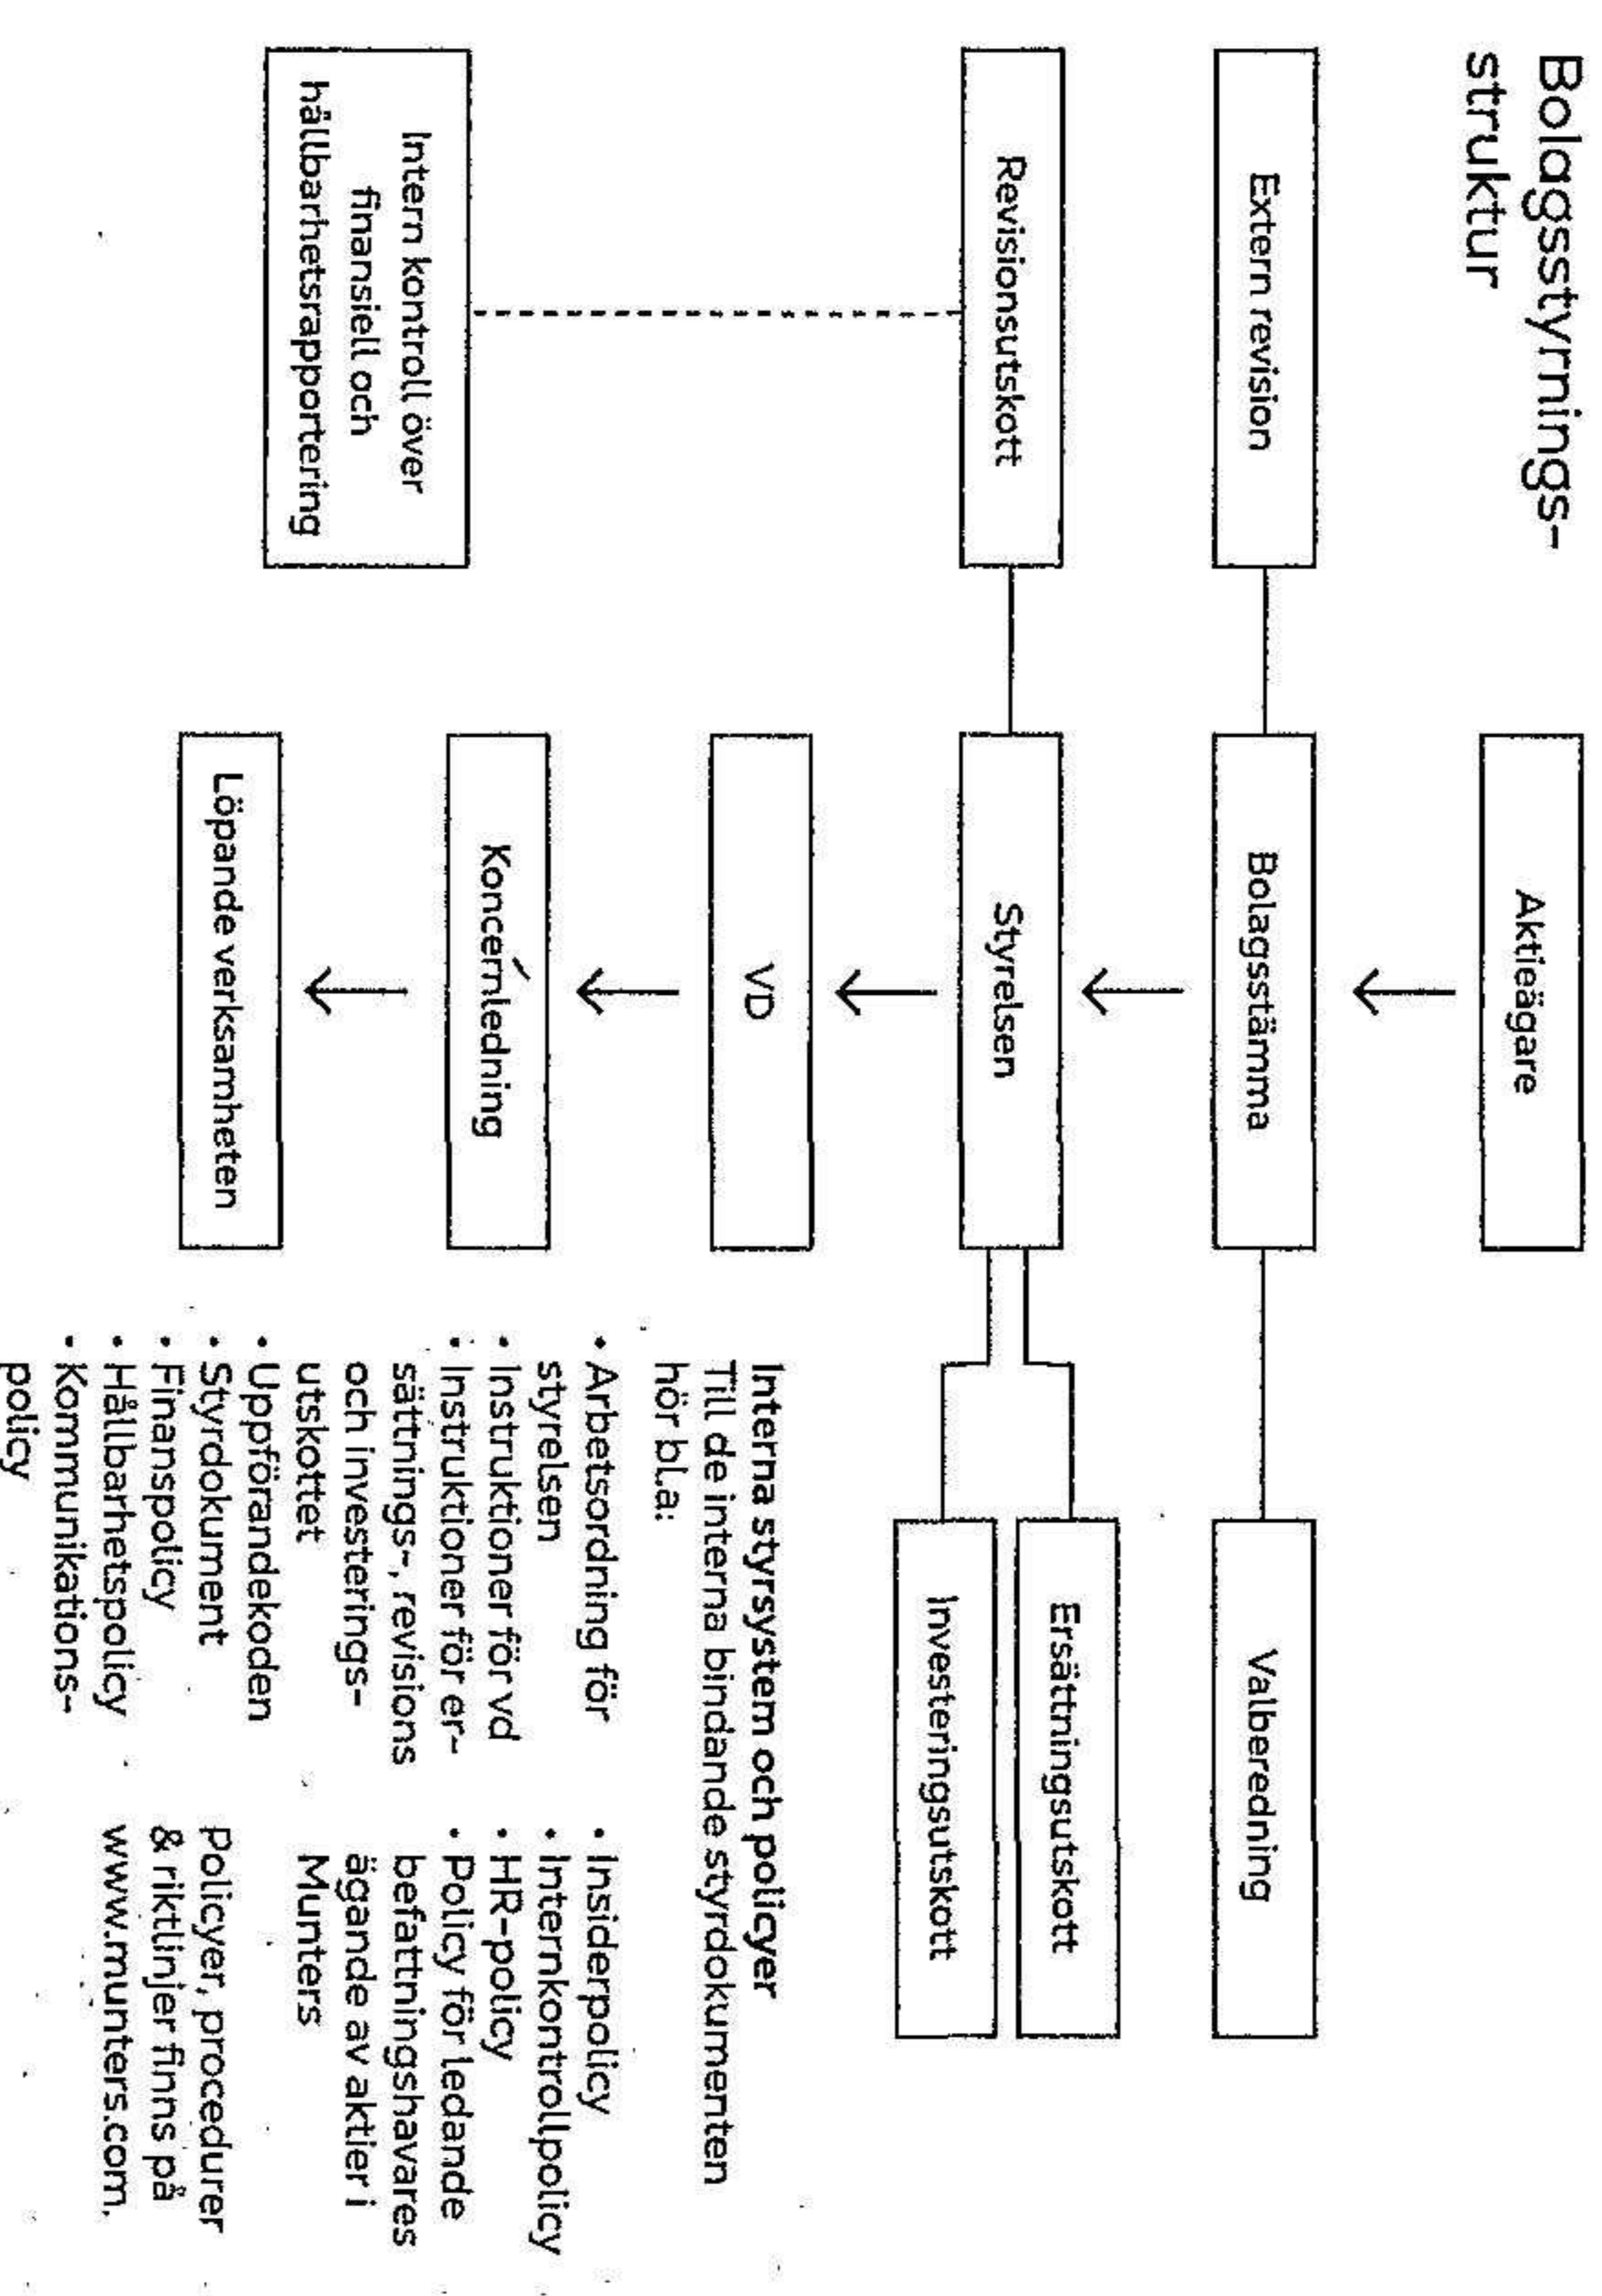 Bolagsstyrnings-
struktur
Aktieägare
Extern revision
Bolagsstämma
Valberedning
Revisionsutskott
Styrelsen
Ersättningsutskott
Investeringsutskott
VD
Intern kontroll över
finansiell och
hållbarhetsrapportering
Koncernledning
Löpande verksamheten
Interna styrsystem och policyer
Till de interna bindande styrdokumenten
hör bl.a:
• Arbetsordning för
styrelsen
• Instruktioner för vd
• Instruktioner för er-
sättnings-, revisions
och investerings-
utskottet
• Uppförandekoden
• Styrdokument
• Finanspolicy
• Hållbarhetspolicy
• Kommunikations-
policy
• Insiderpolicy
• Internkontrollpolicy
• HR-policy
• Policy för ledande
befattningshavares
ägande av aktier i
Munters
Policyer, procedurer
& riktlinjer finns på
www.munters.com.